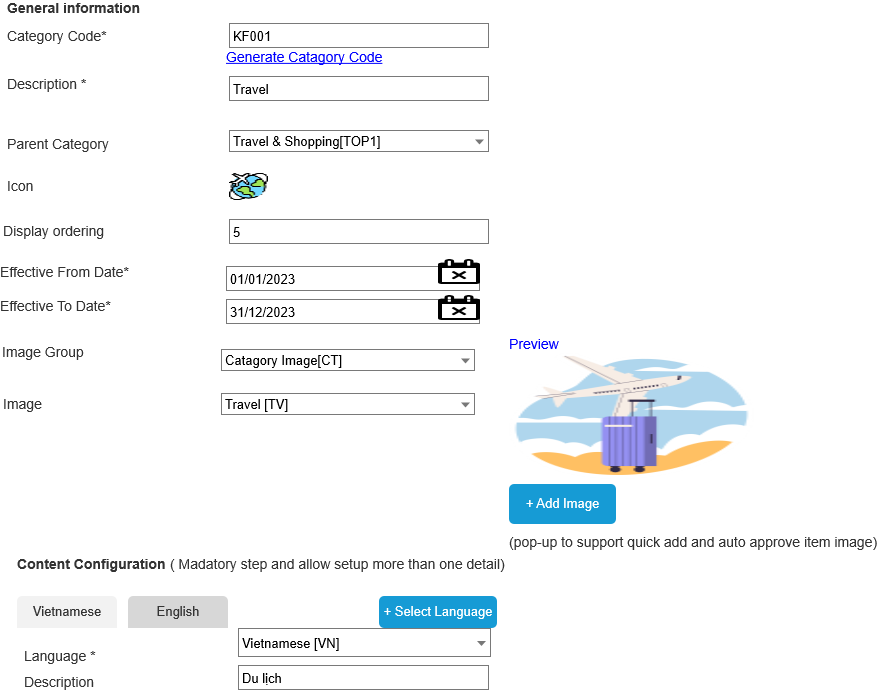 General information
Category Code* KF001
Generate Catagory Code
Description * Travel
Parent Category Travel & Shopping[TOP1]
Icon
Display ordering 5
Effective From Date* 01/01/2023
Effective To Date* 31/12/2023
Preview
Image Group Catagory Image[CT]
Image Travel [TV]
+ Add Image
(pop-up to support quick add and auto approve item image)
Content Configuration ( Madatory step and allow setup more than one detail)
Vietnamese English + Select Language
Language * Vietnamese [VN]
Description Du lịch